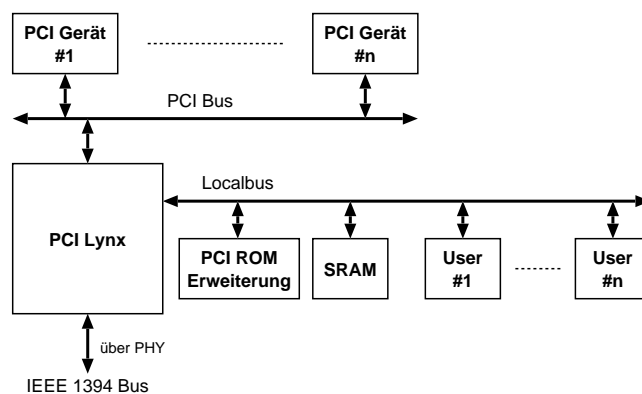 PCI Gerät
#1
PCI Gerät
#n
PCI Bus
Localbus
PCI Lynx
PCI ROM
Erweiterung
SRAM
User
#1
User
#n
über PHY
IEEE 1394 Bus